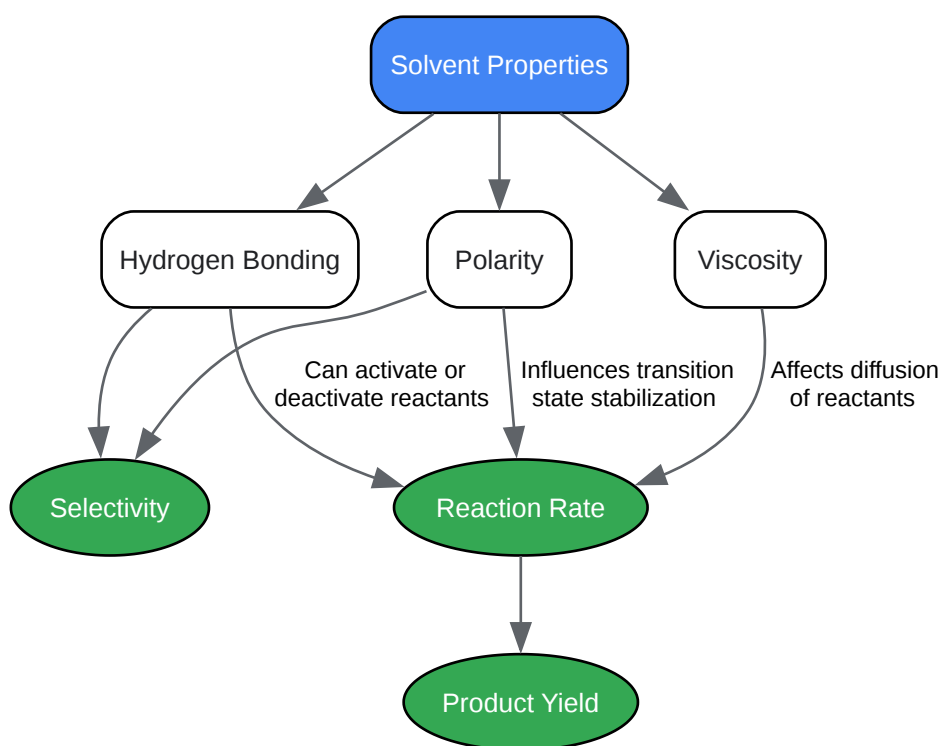 Solvent Properties
Hydrogen Bonding
Polarity
Viscosity
Can activate or
deactivate reactants
Influences transition
state stabilization
Affects diffusion
of reactants
Selectivity
Reaction Rate
Product Yield